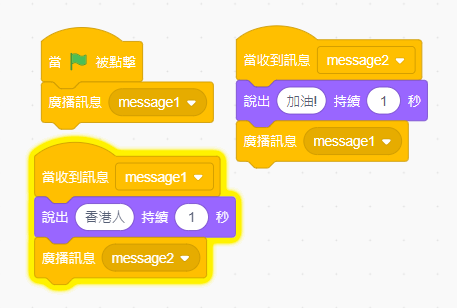 當 被點擊
廣播訊息 message1
當收到訊息 message1
說出 香港人 持續 1 秒
廣播訊息 message2
當收到訊息 message2
說出 加油! 持續 1 秒
廣播訊息 message1